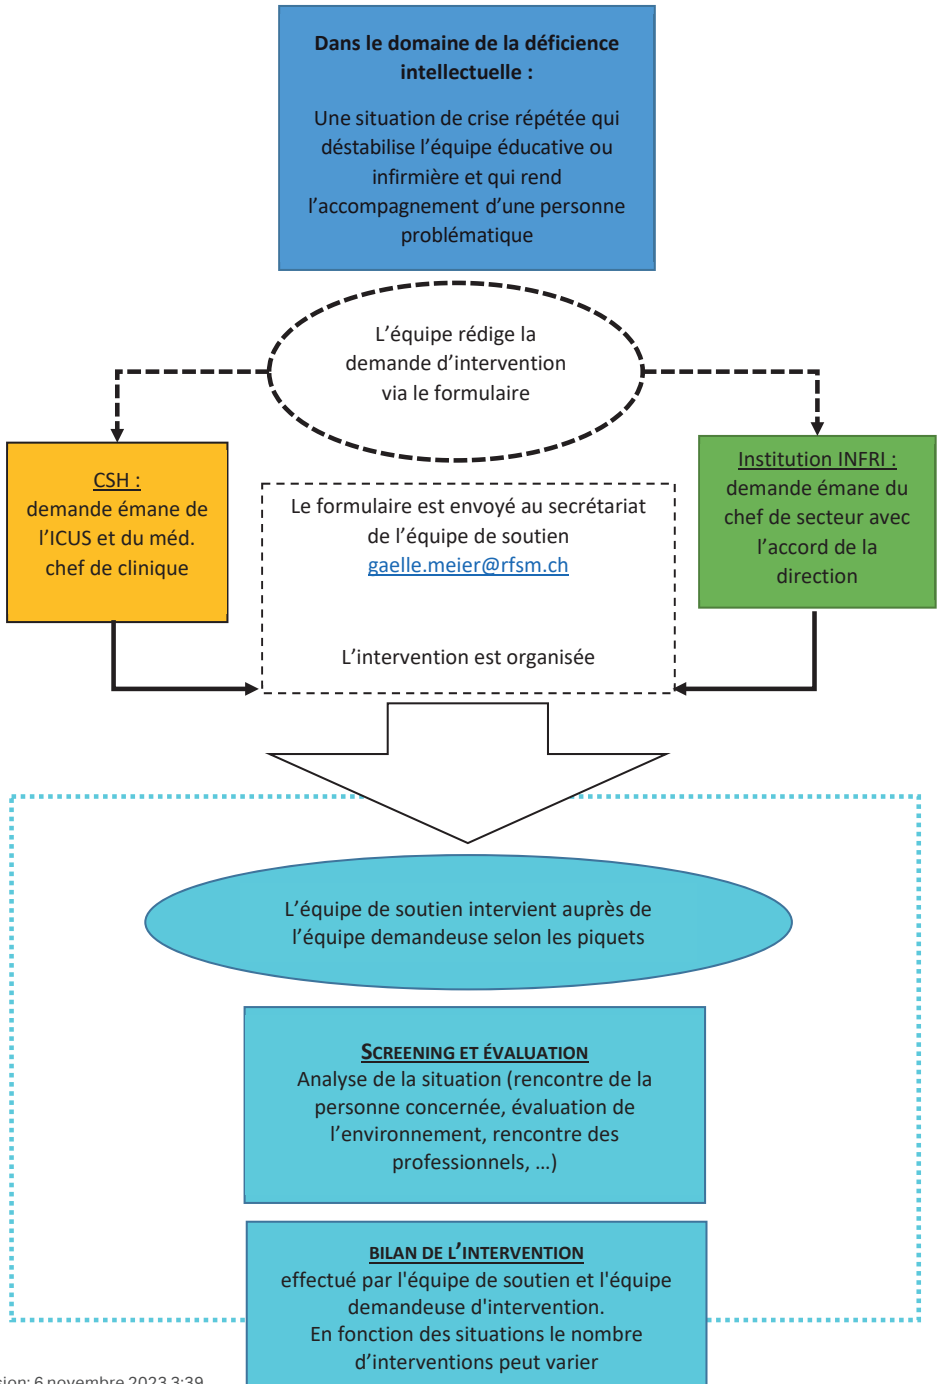 Dans le domaine de la déficience
intellectuelle :
Une situation de crise répétée qui
déstabilise l’équipe éducative ou
infirmière et qui rend
l’accompagnement d’une personne
problématique
L’équipe rédige la
demande d’intervention
via le formulaire
CSH :
demande émane de
l’ICUS et du méd.
chef de clinique
Institution INFRI :
demande émane du
chef de secteur avec
l’accord de la
direction
Le formulaire est envoyé au secrétariat
de l’équipe de soutien
gaelle.meier@rfsm.ch
L’intervention est organisée
L’équipe de soutien intervient auprès de
l’équipe demandeuse selon les piquets
SCREENING ET ÉVALUATION
Analyse de la situation (rencontre de la
personne concernée, évaluation de
l’environnement, rencontre des
professionnels, …)
BILAN DE L’INTERVENTION
effectué par l'équipe de soutien et l'équipe
demandeuse d'intervention.
En fonction des situations le nombre
d’interventions peut varier
sion: 6 novembre 2023 3:39